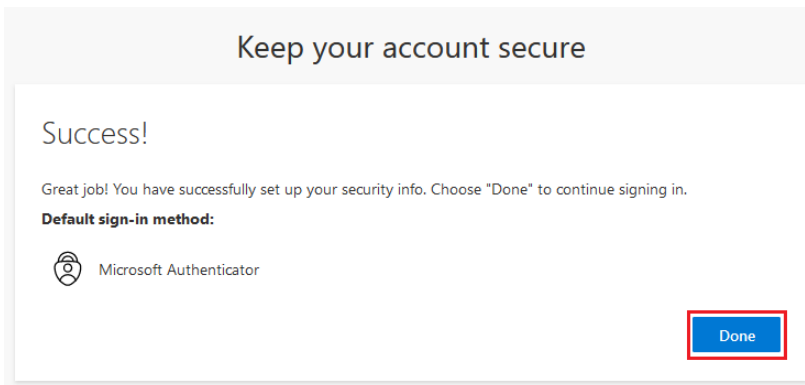 Keep your account secure
Success!
Great job! You have successfully set up your security info. Choose "Done" to continue signing in.
Default sign-in method:
Microsoft Authenticator
Done